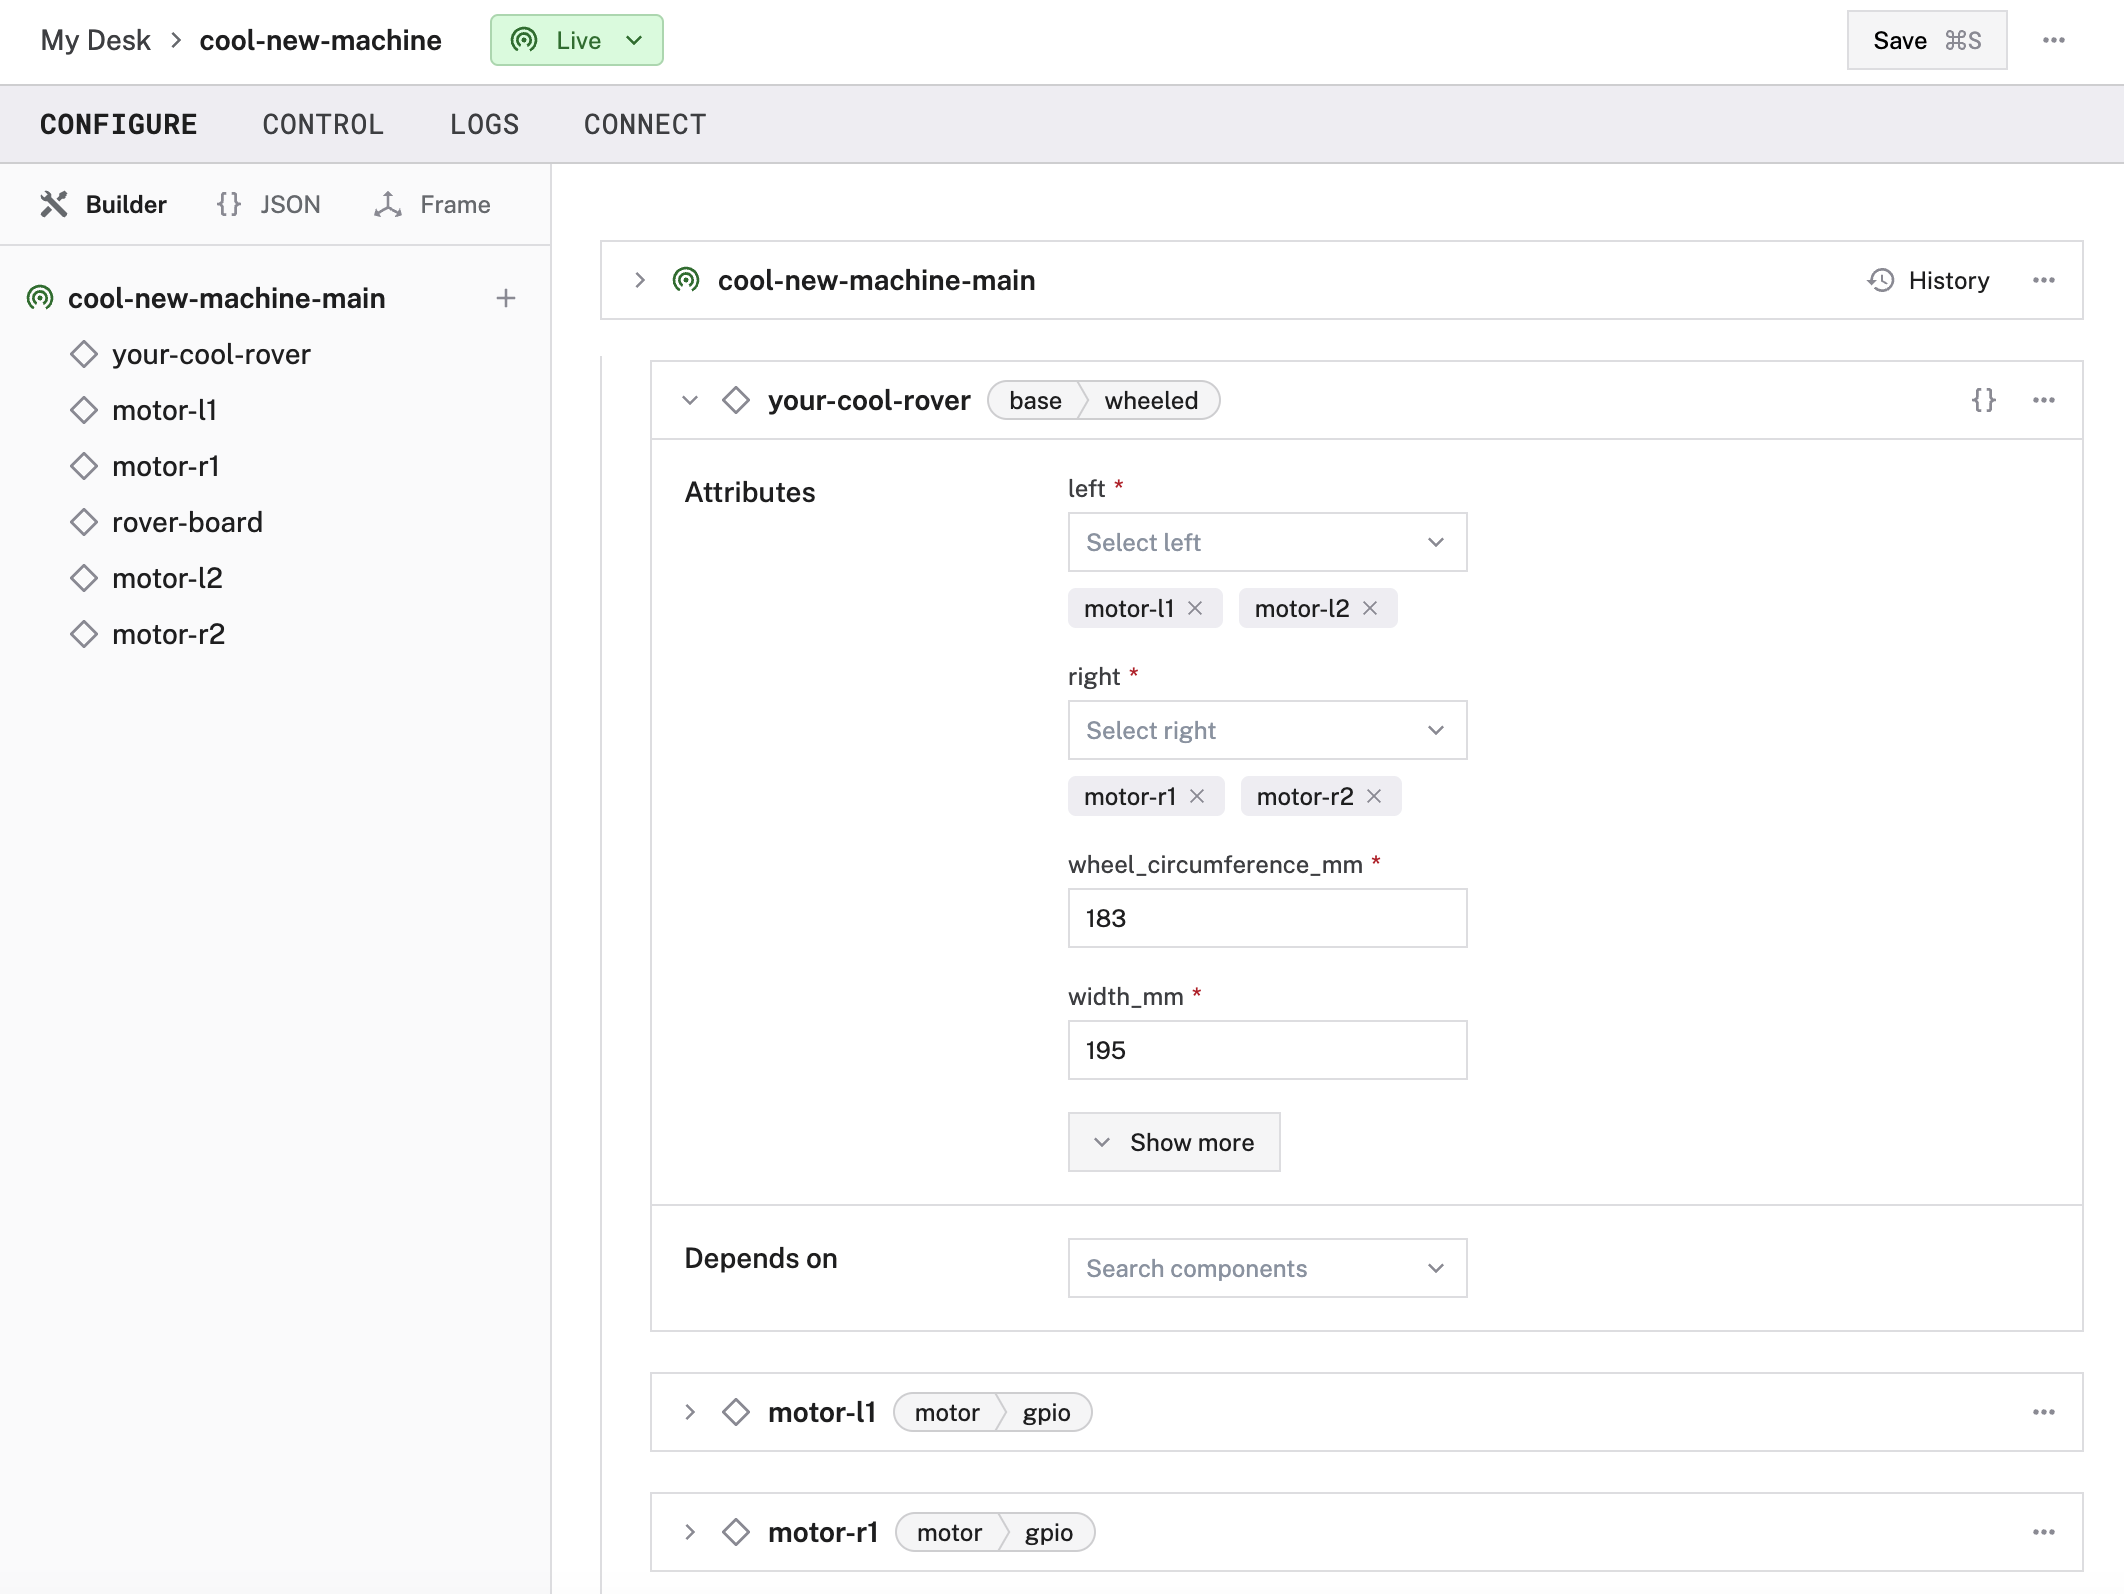 My Desk > cool-new-machine Live Save ⌘S
CONFIGURE CONTROL LOGS CONNECT
Builder {} JSON Frame
cool-new-machine-main
your-cool-rover
motor-l1
motor-r1
rover-board
motor-l2
motor-r2
cool-new-machine-main History
your-cool-rover base wheeled {}
Attributes
left *
Select left
motor-l1 motor-l2
right *
Select right
motor-r1 motor-r2
wheel_circumference_mm *
183
width_mm *
195
Show more
Depends on
Search components
motor-l1 motor gpio
motor-r1 motor gpio